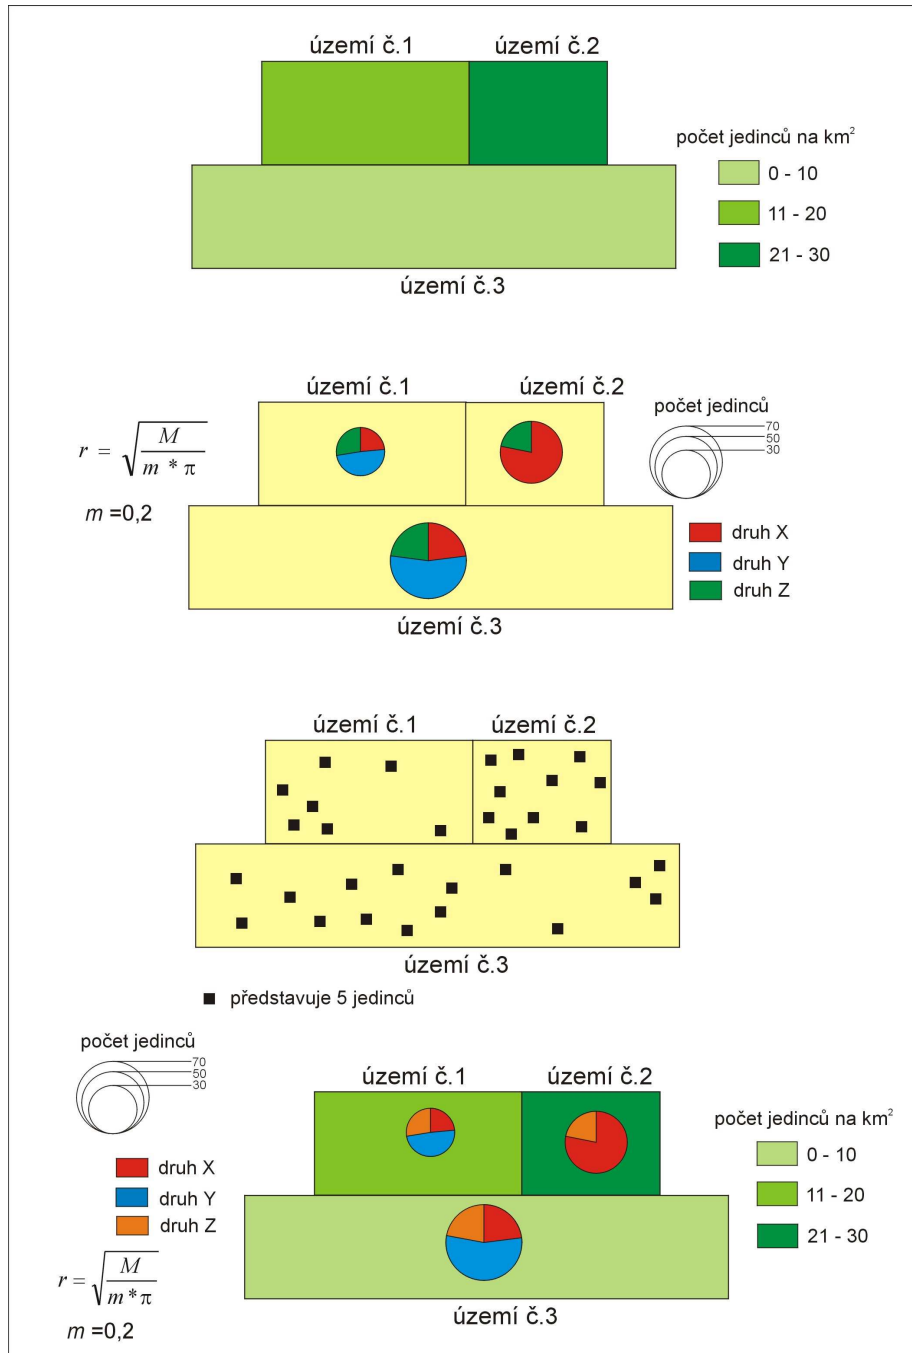 území č.1
území č.2
počet jedinců na km²
0 - 10
11 - 20
21 - 30
území č.3
území č.1
území č.2
počet jedinců
70
50
30
r = √(M / m * π)
m =0,2
druh X
druh Y
druh Z
území č.3
území č.1
území č.2
území č.3
představuje 5 jedinců
počet jedinců
70
50
30
území č.1
území č.2
počet jedinců na km²
0 - 10
11 - 20
21 - 30
druh X
druh Y
druh Z
r = √(M / m * π)
m =0,2
území č.3